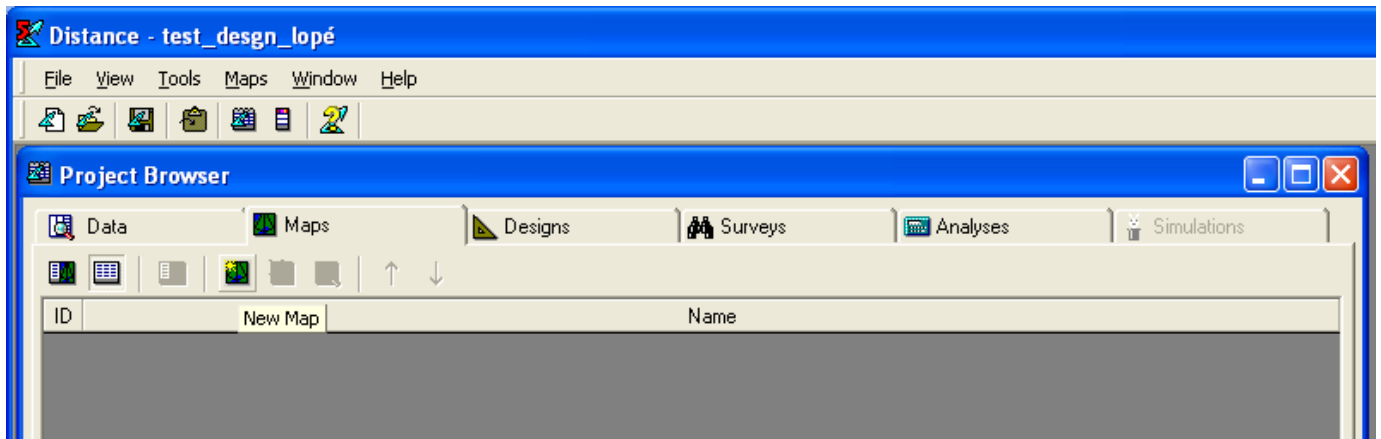 Distance - test_desgn_lopé
File View Tools Maps Window Help
Project Browser
Data Maps Designs Surveys Analyses Simulations
ID Name
New Map